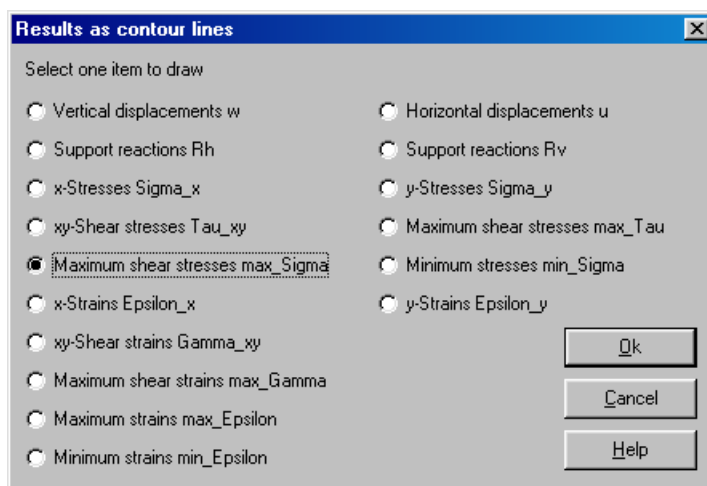 Results as contour lines
Select one item to draw
Vertical displacements w
Horizontal displacements u
Support reactions Rh
Support reactions Rv
x-Stresses Sigma_x
y-Stresses Sigma_y
xy-Shear stresses Tau_xy
Maximum shear stresses max_Tau
Maximum shear stresses max_Sigma
Minimum stresses min_Sigma
x-Strains Epsilon_x
y-Strains Epsilon_y
xy-Shear strains Gamma_xy
Maximum shear strains max_Gamma
Maximum strains max_Epsilon
Minimum strains min_Epsilon
Ok
Cancel
Help